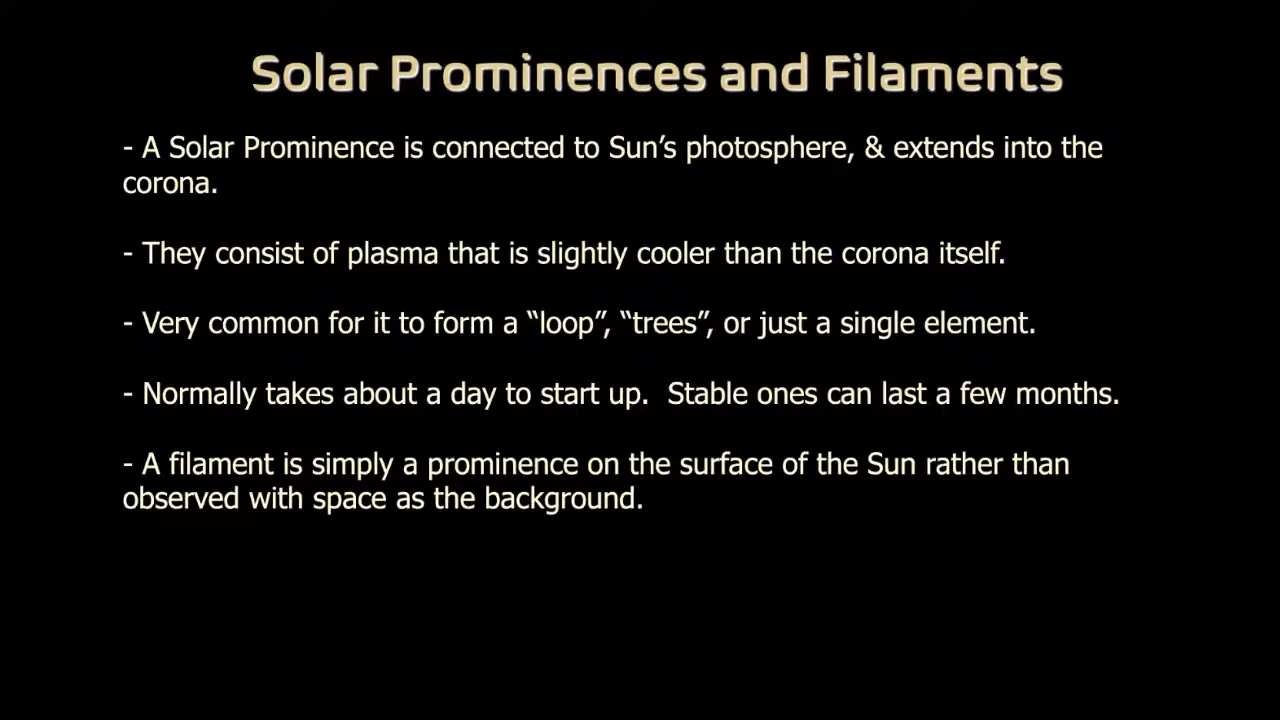 Solar Prominences and Filaments
- A Solar Prominence is connected to Sun’s photosphere, & extends into the
corona.
- They consist of plasma that is slightly cooler than the corona itself.
- Very common for it to form a “loop”, “trees”, or just a single element.
- Normally takes about a day to start up.  Stable ones can last a few months.
- A filament is simply a prominence on the surface of the Sun rather than
observed with space as the background.